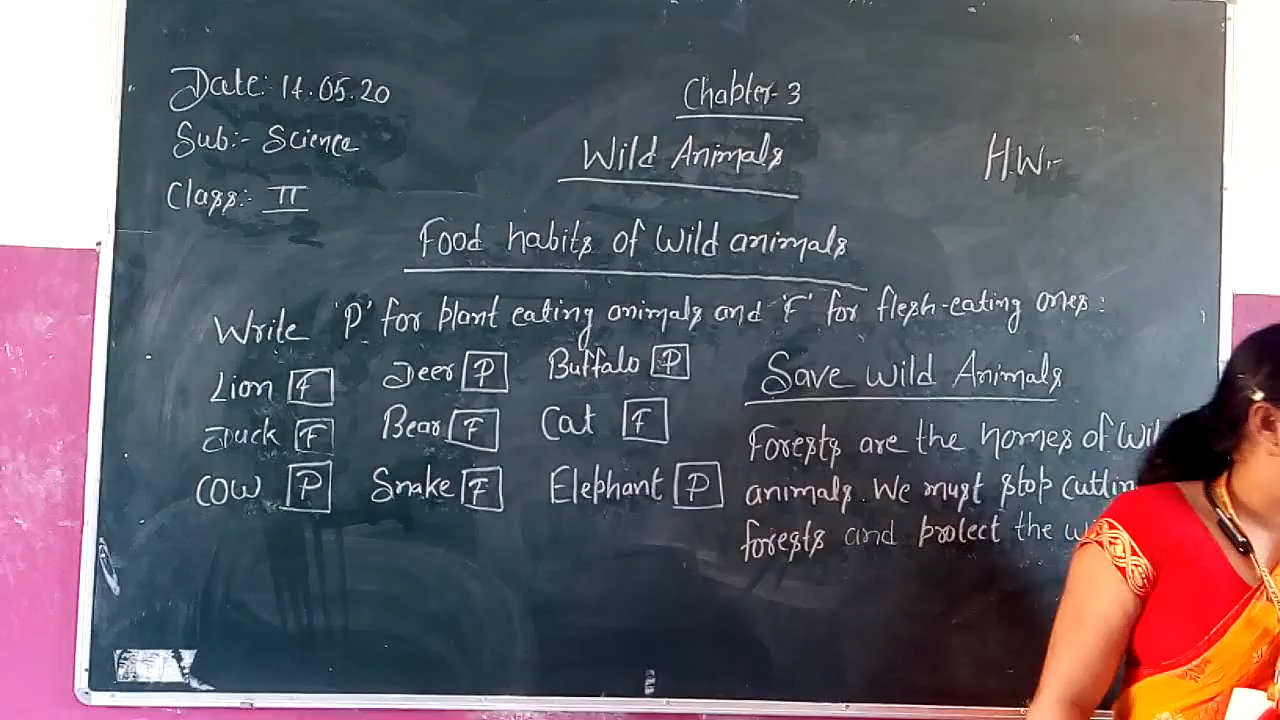 Date: 14.05.20
Sub:- Science
Class:- II
Chapter-3
Wild Animals
H.W:-
Food habits of Wild animals
Write 'P' for plant eating animals and 'F' for flesh-eating ones:
Lion F Deer P Buffalo P
Duck F Bear F Cat F
Cow P Snake F Elephant P
Save Wild Animals
Forests are the homes of
animals. We must stop
forests and protect the